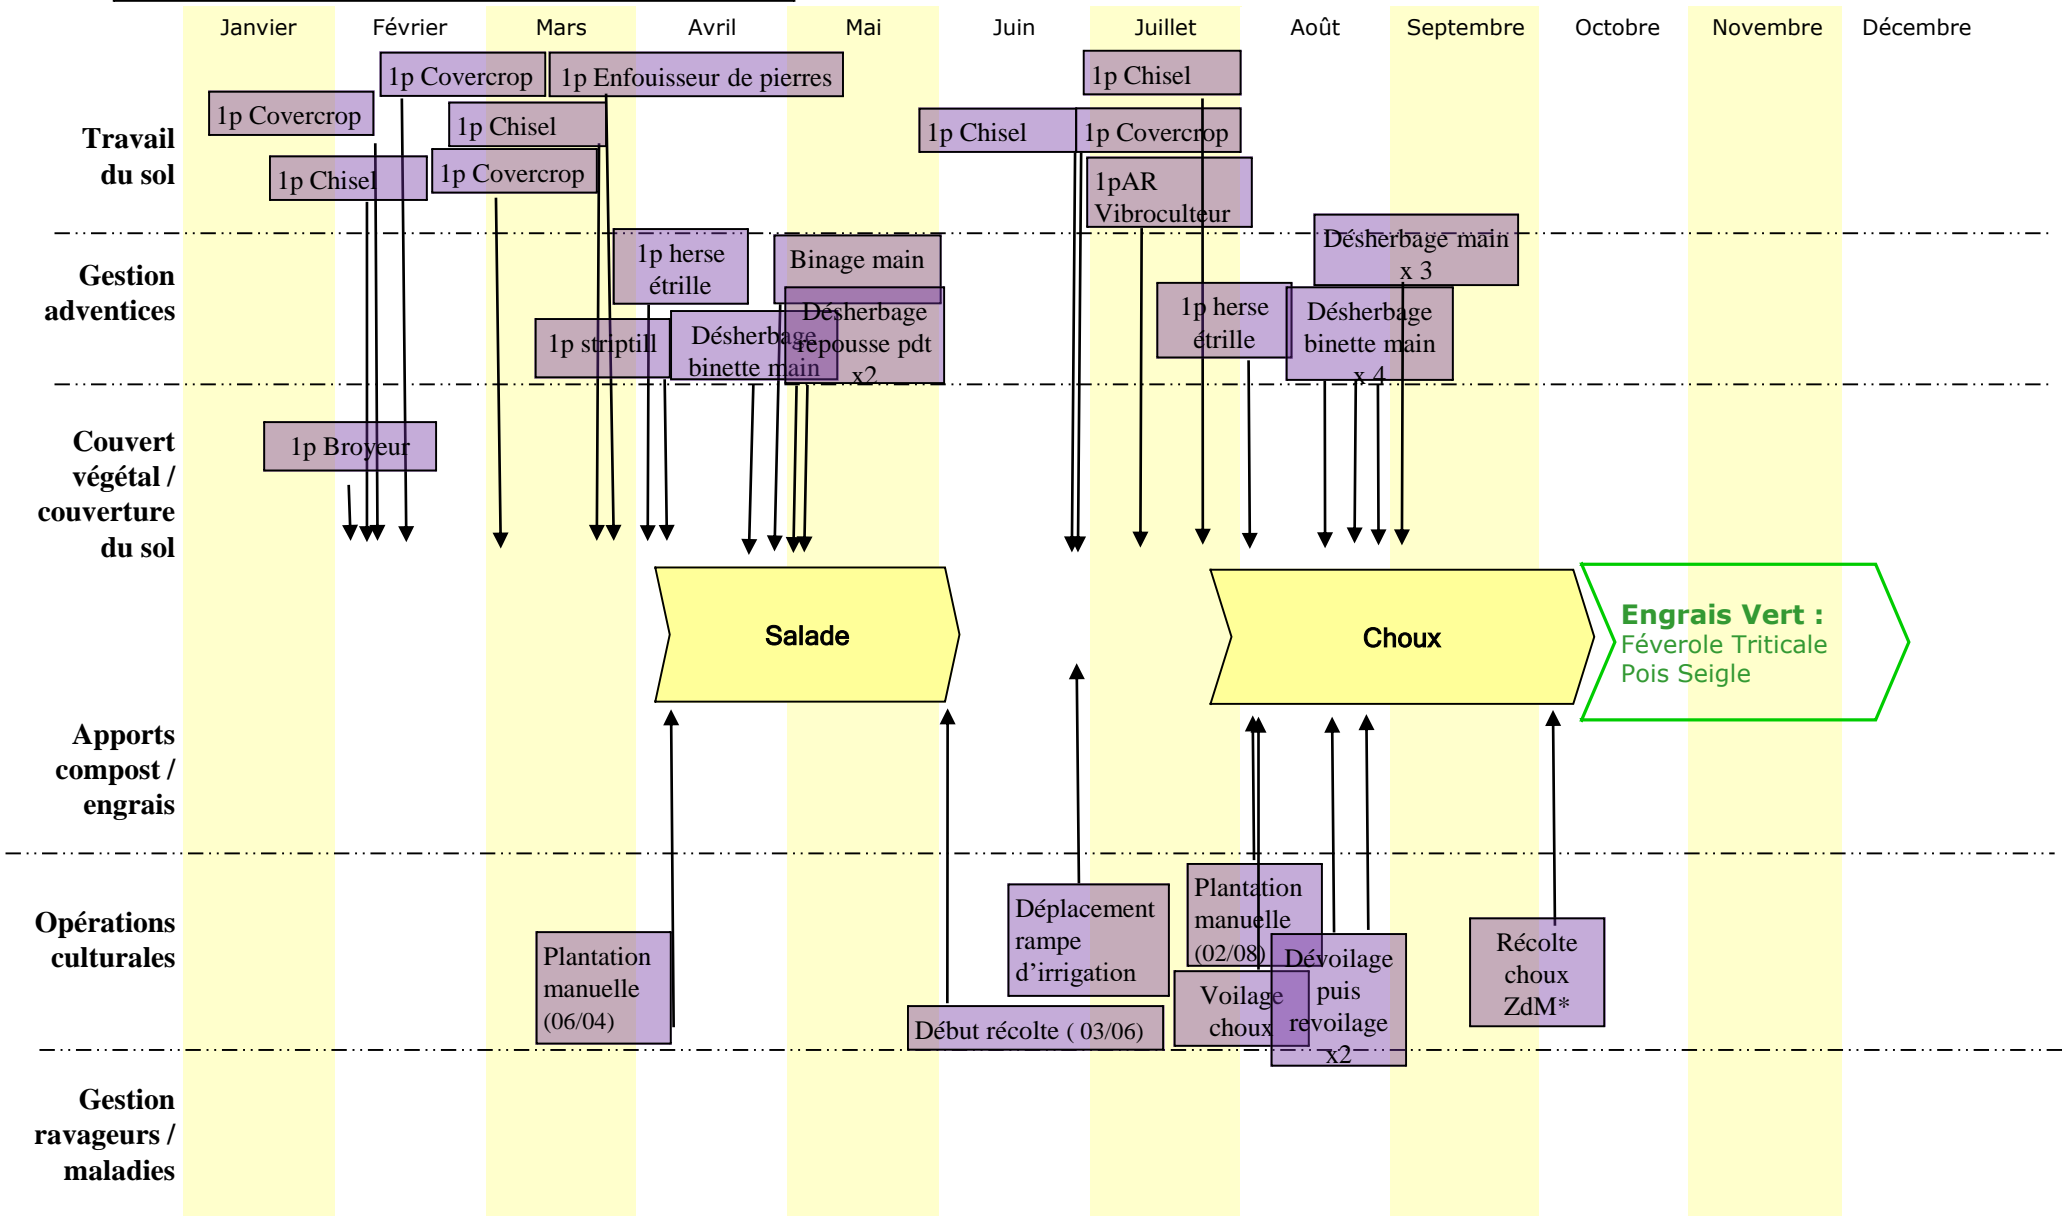 Janvier
Février
Mars
Avril
Mai
Juin
Juillet
Août
Septembre
Octobre
Novembre
Décembre
Travail
du sol
1p Covercrop
1p Enfouisseur de pierres
1p Chisel
1p Covercrop
1p Chisel
1p Chisel
1p Covercrop
1p Chisel
1p Covercrop
1pAR
Vibroculteur
Gestion
adventices
1p herse
étrille
Binage main
Désherbage main
x 3
1p striptill
Désherbage
binette main
Désherbage
repousse pdt
x2
1p herse
étrille
Désherbage
binette main
x 4
Couvert
végétal /
couverture
du sol
1p Broyeur
Salade
Choux
Engrais Vert :
Féverole Triticale
Pois Seigle
Apports
compost /
engrais
Opérations
culturales
Plantation
manuelle
(06/04)
Début récolte ( 03/06)
Déplacement
rampe
d'irrigation
Plantation
manuelle
(02/08)
Voilage
choux
Dévoilage
puis
revoilage
x2
Récolte
choux
ZdM*
Gestion
ravageurs /
maladies